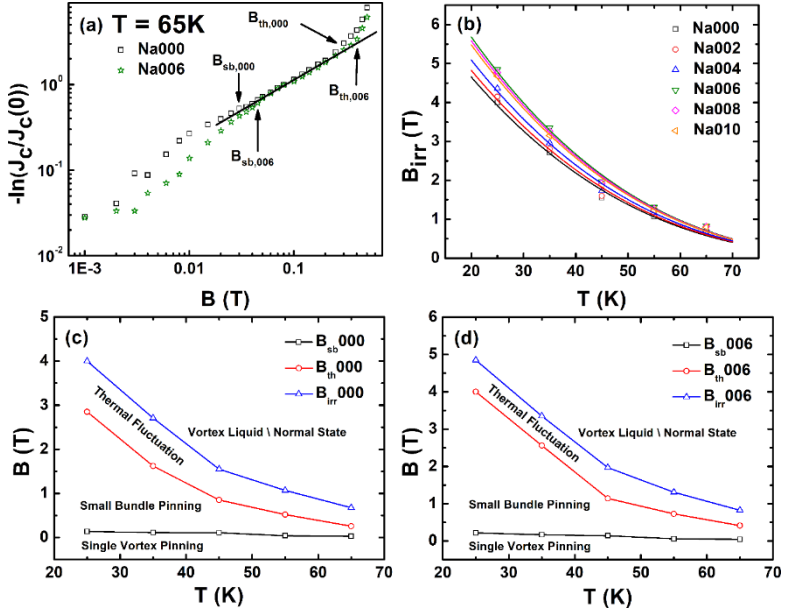 (a) T = 65K
Na000
Na006
B_th,000
B_sb,000
B_th,006
B_sb,006
-ln(J_C/J_C(0))
10^1
10^0
10^-1
10^-2
1E-3 0.01 0.1
B (T)
(b)
Na000
Na002
Na004
Na006
Na008
Na010
B_irr (T)
6
5
4
3
2
1
0
20 30 40 50 60 70
T (K)
(c)
B_sb000
B_th000
B_irr000
Thermal Fluctuation
Vortex Liquid \ Normal State
Small Bundle Pinning
Single Vortex Pinning
B (T)
5
4
3
2
1
0
20 30 40 50 60 70
T (K)
(d)
B_sb006
B_th006
B_irr006
Thermal Fluctuation
Vortex Liquid \ Normal State
Small Bundle Pinning
Single Vortex Pinning
B (T)
6
5
4
3
2
1
0
20 30 40 50 60 70
T (K)